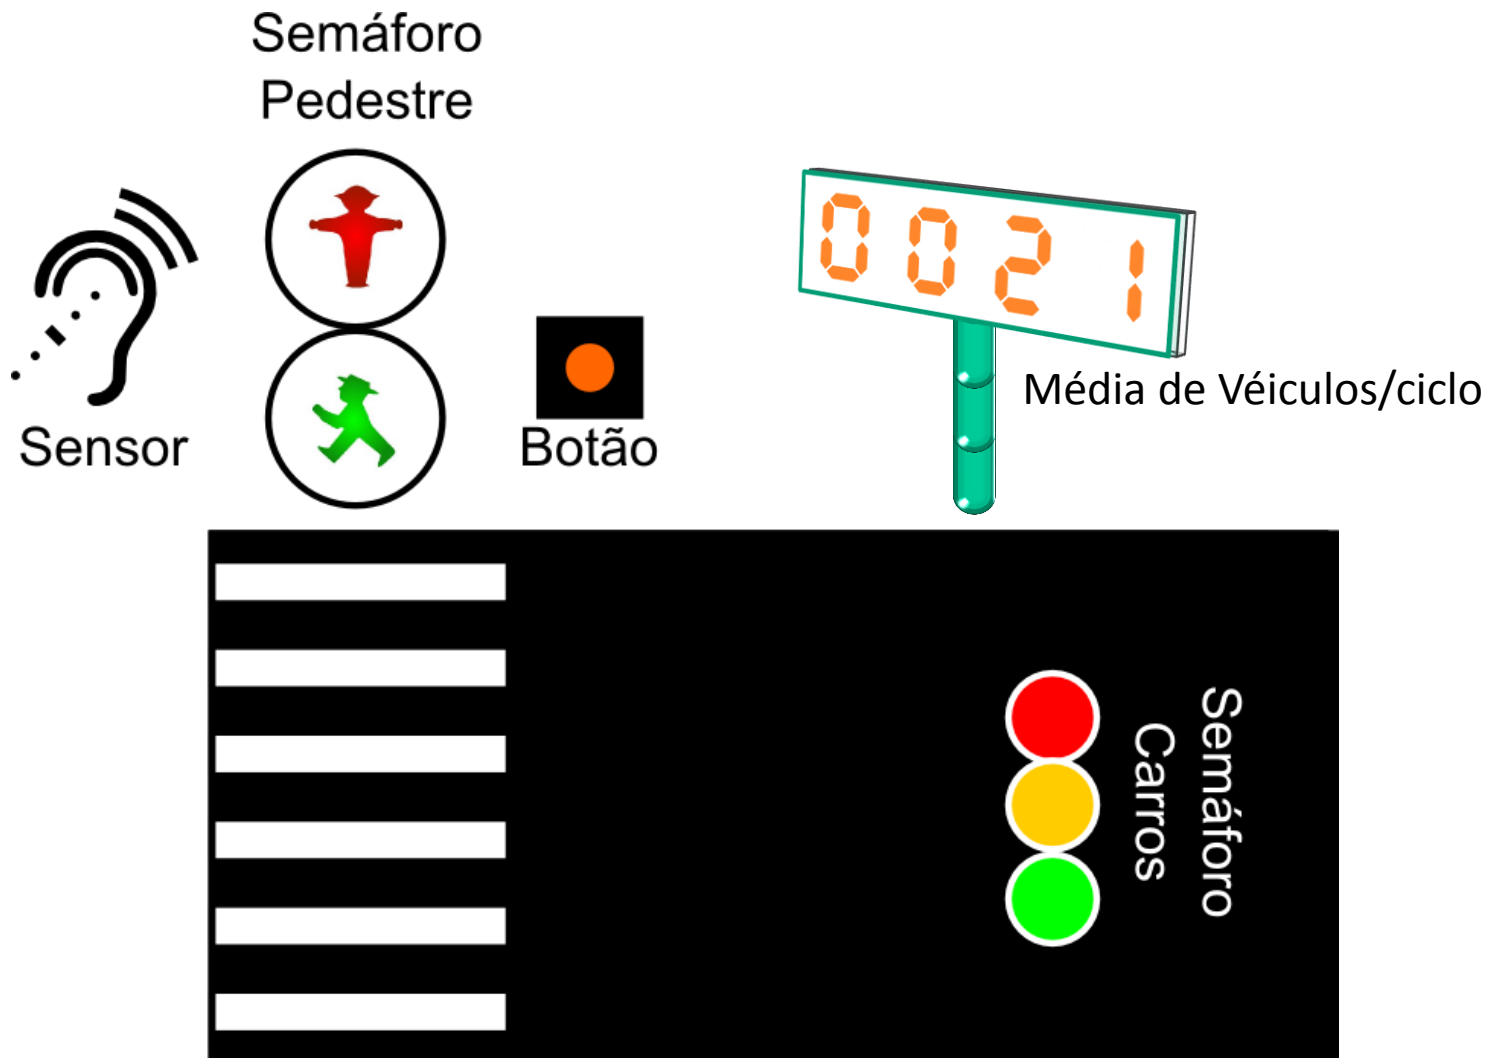 Semáforo
Pedestre
Sensor
Botão
0021
Média de Véiculos/ciclo
Semáforo
Carros